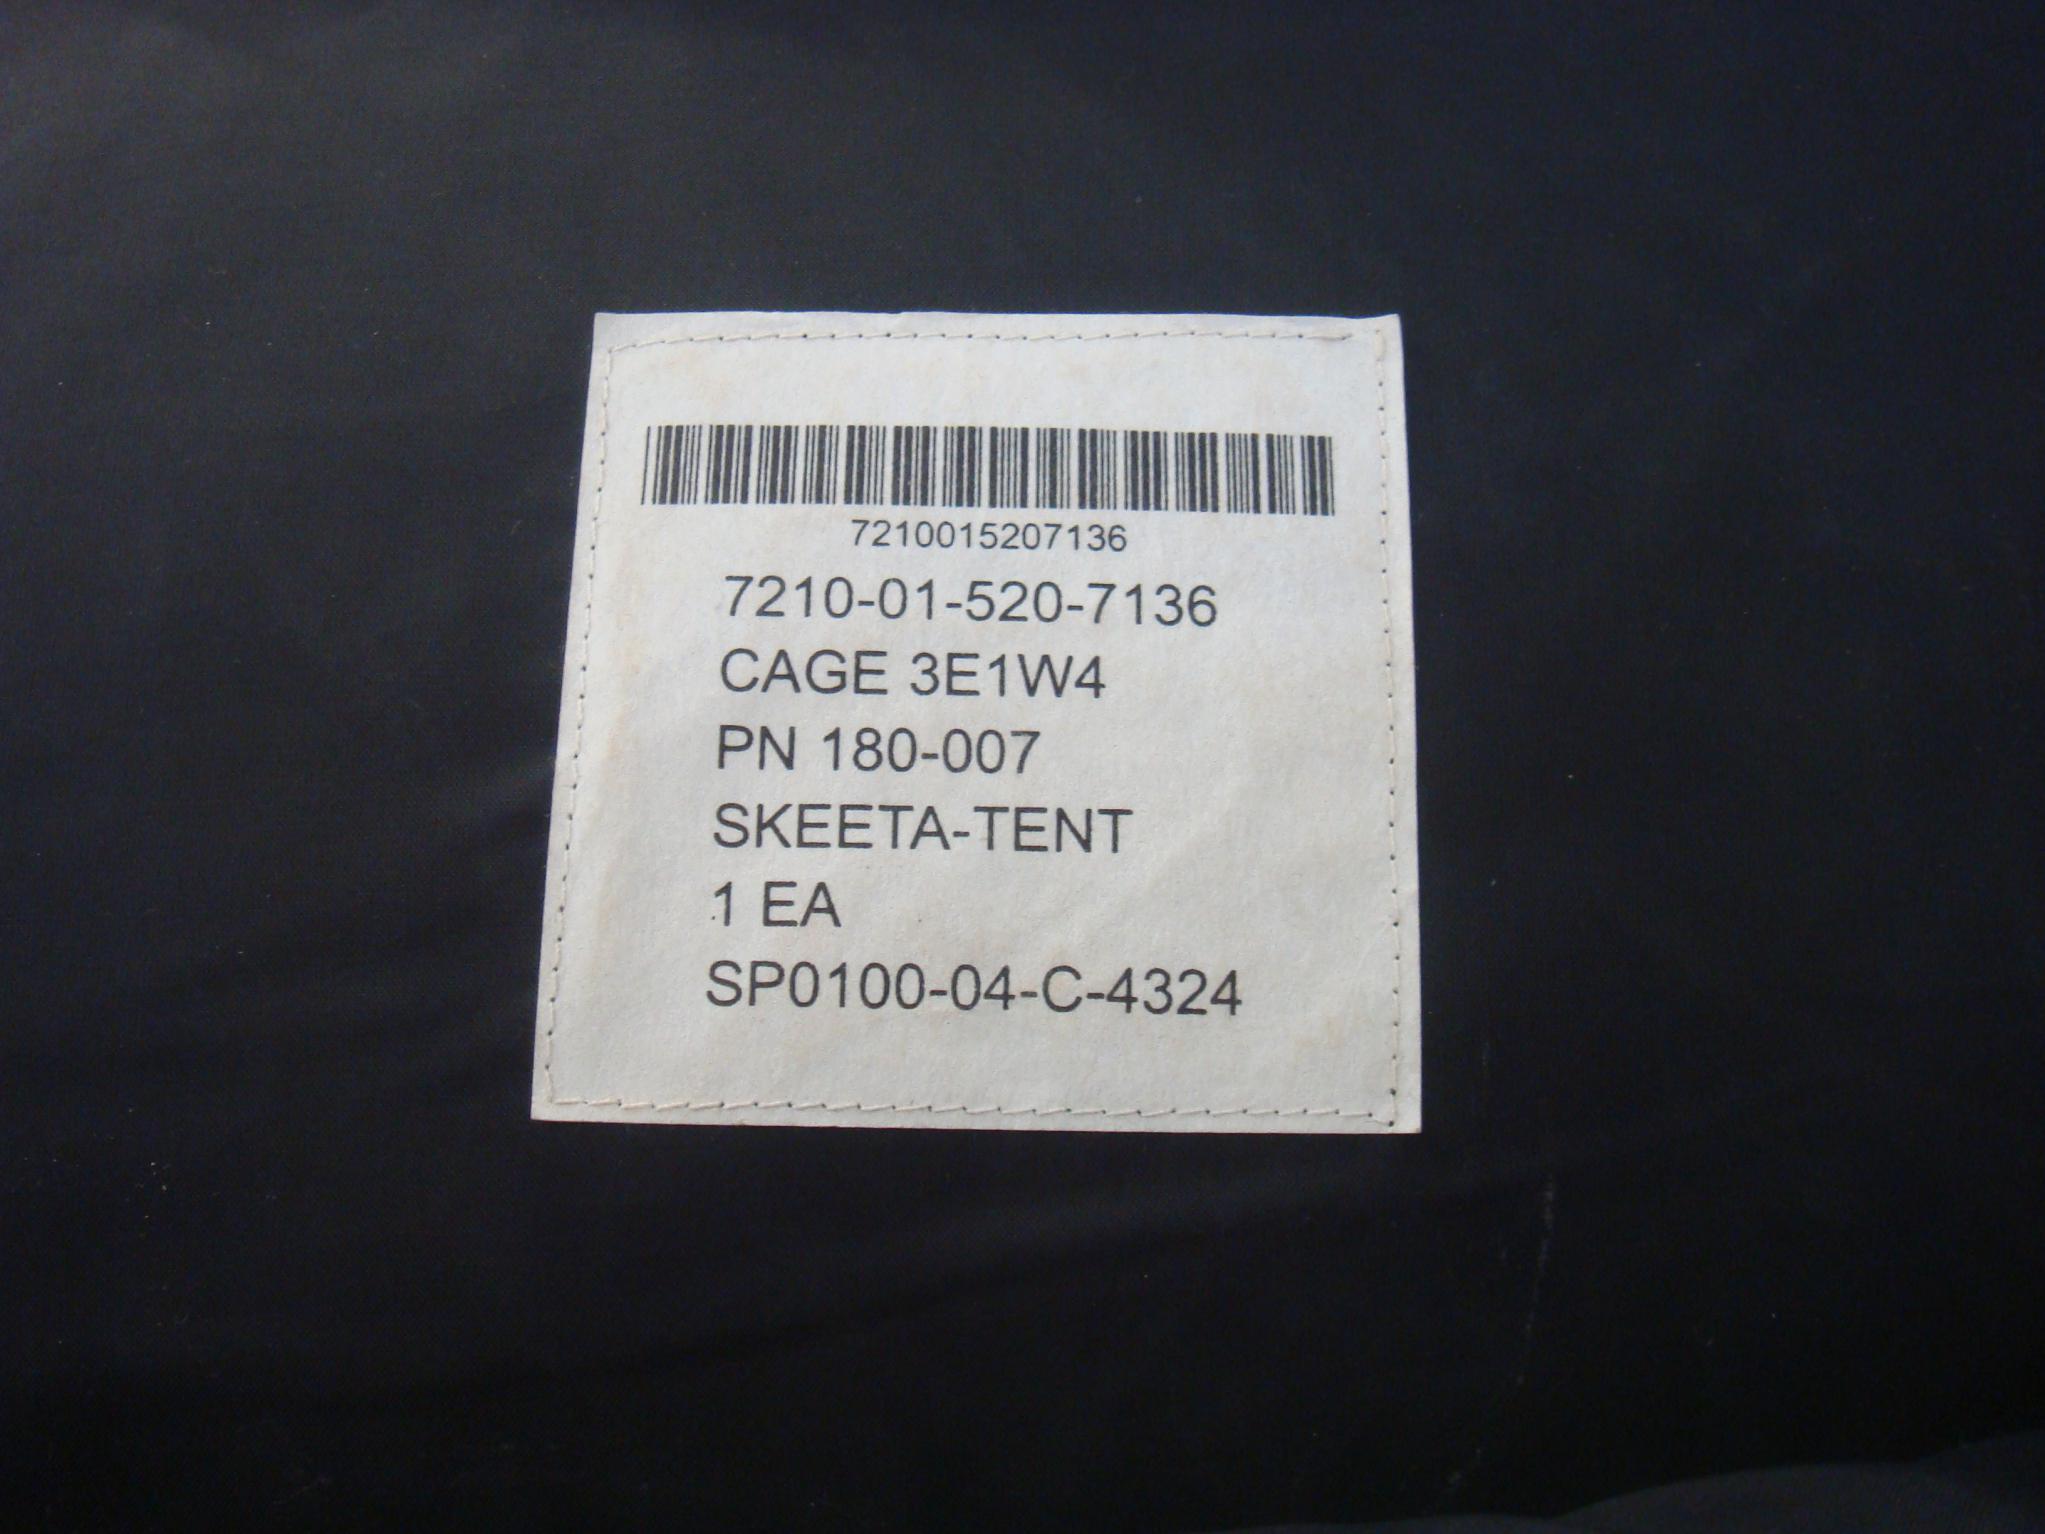 7210015207136
7210-01-520-7136
CAGE 3E1W4
PN 180-007
SKEETA-TENT
1 EA
SP0100-04-C-4324